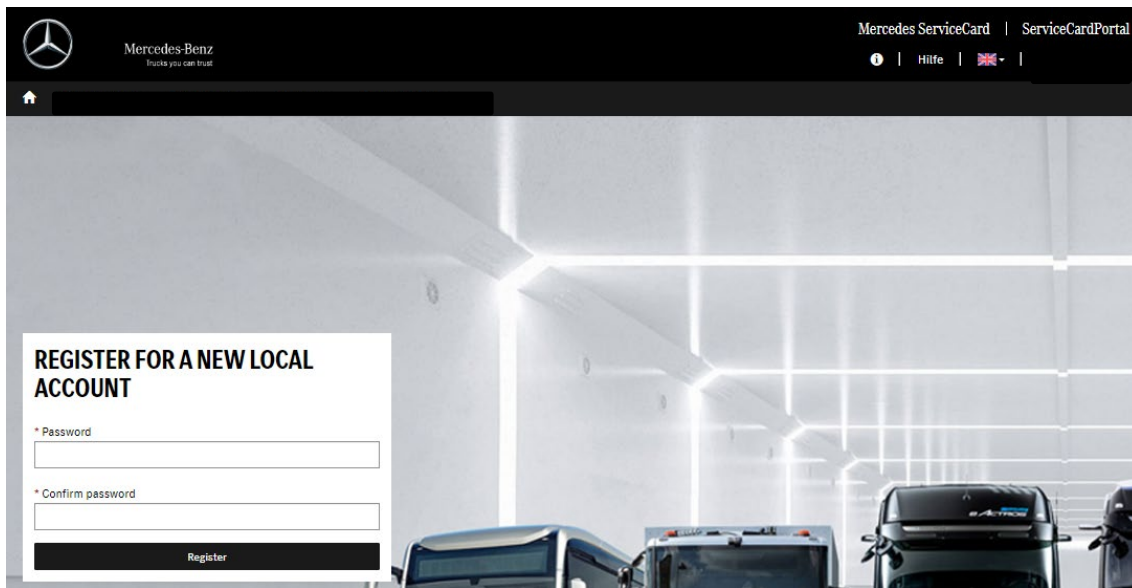 Mercedes-Benz
Trucks you can trust
Mercedes ServiceCard | ServiceCardPortal
Hilfe
REGISTER FOR A NEW LOCAL
ACCOUNT
* Password
* Confirm password
Register
eACTROS